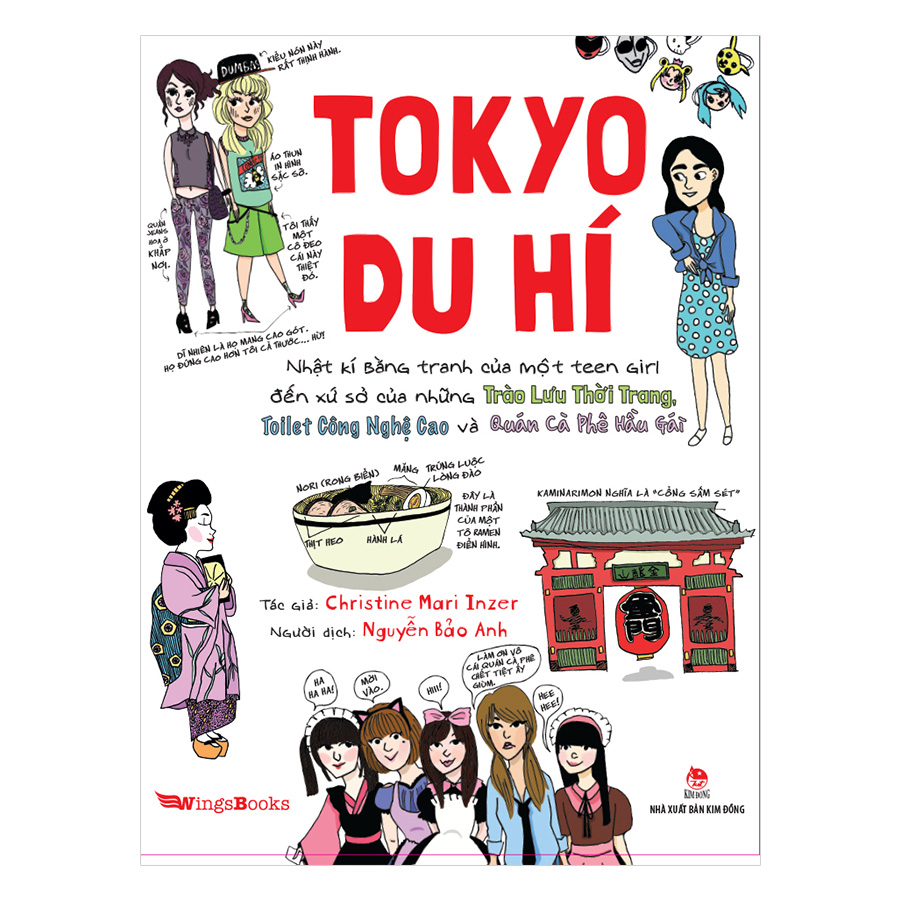 KIỂU NÓN NÀY
RẤT THỊNH HÀNH.
DUMBA
TOKYO
DU HÍ
ÁO THUN
IN HÌNH
SẶC SỠ.
QUẦN
JEANS
HOA Ở
KHẮP
NƠI.
TÔI THẤY
MỘT
CÔ ĐEO
CÁI NÀY
THIỆT
ĐÓ.
DĨ NHIÊN LÀ HỌ MANG CAO GÓT.
HỌ ĐỨNG CAO HƠN TÔI CẢ THƯỚC... HỪ!
Nhật kí bằng tranh của một teen girl
đến xứ sở của những Trào Lưu Thời Trang,
Toilet Công Nghệ Cao và Quán Cà Phê Hầu Gái
NORI (RONG BIỂN)
MĂNG
TRỨNG LUỘC
LÒNG ĐÀO
ĐÂY LÀ
THÀNH PHẦN
CỦA MỘT
TÔ RAMEN
ĐIỂN HÌNH.
THỊT HEO
HÀNH LÁ
KAMINARIMON NGHĨA LÀ "CỔNG SẤM SÉT"
山龍金
雷門
Tác giả: Christine Mari Inzer
Người dịch: Nguyễn Bảo Anh
HA
HA HA!
MỜI
VÀO.
HIII!
LÀM ƠN VÔ
CÁI QUÁN CÀ PHÊ
CHẾT TIỆT ẤY
GIÙM.
HEE
HEE!
WingsBooks
KIM ĐỒNG
NHÀ XUẤT BẢN KIM ĐỒNG